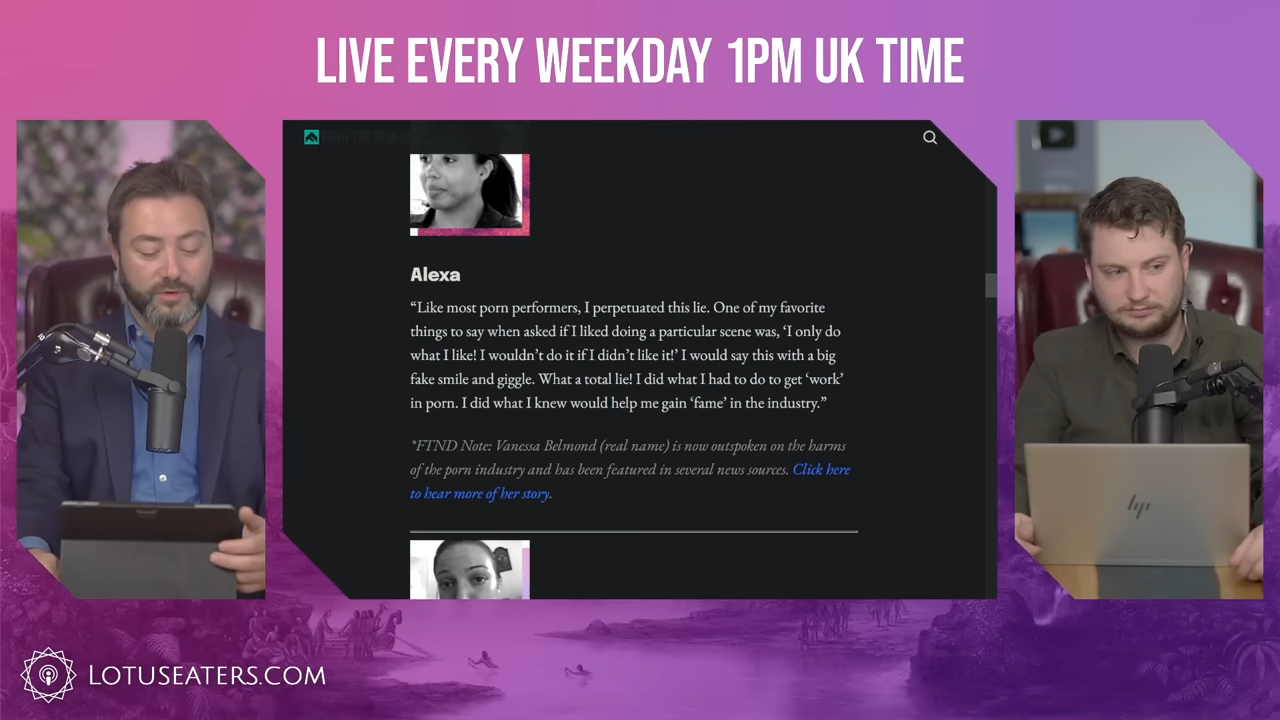 LIVE EVERY WEEKDAY 1PM UK TIME
Alexa
“Like most porn performers, I perpetuated this lie. One of my favorite
things to say when asked if I liked doing a particular scene was, ‘I only do
what I like! I wouldn’t do it if I didn’t like it!’ I would say this with a big
fake smile and giggle. What a total lie! I did what I had to do to get ‘work’
in porn. I did what I knew would help me gain ‘fame’ in the industry.”
*FTND Note: Vanessa Belmond (real name) is now outspoken on the harms
of the porn industry and has been featured in several news sources. Click here
to hear more of her story.
hp
LOTUSEATERS.COM